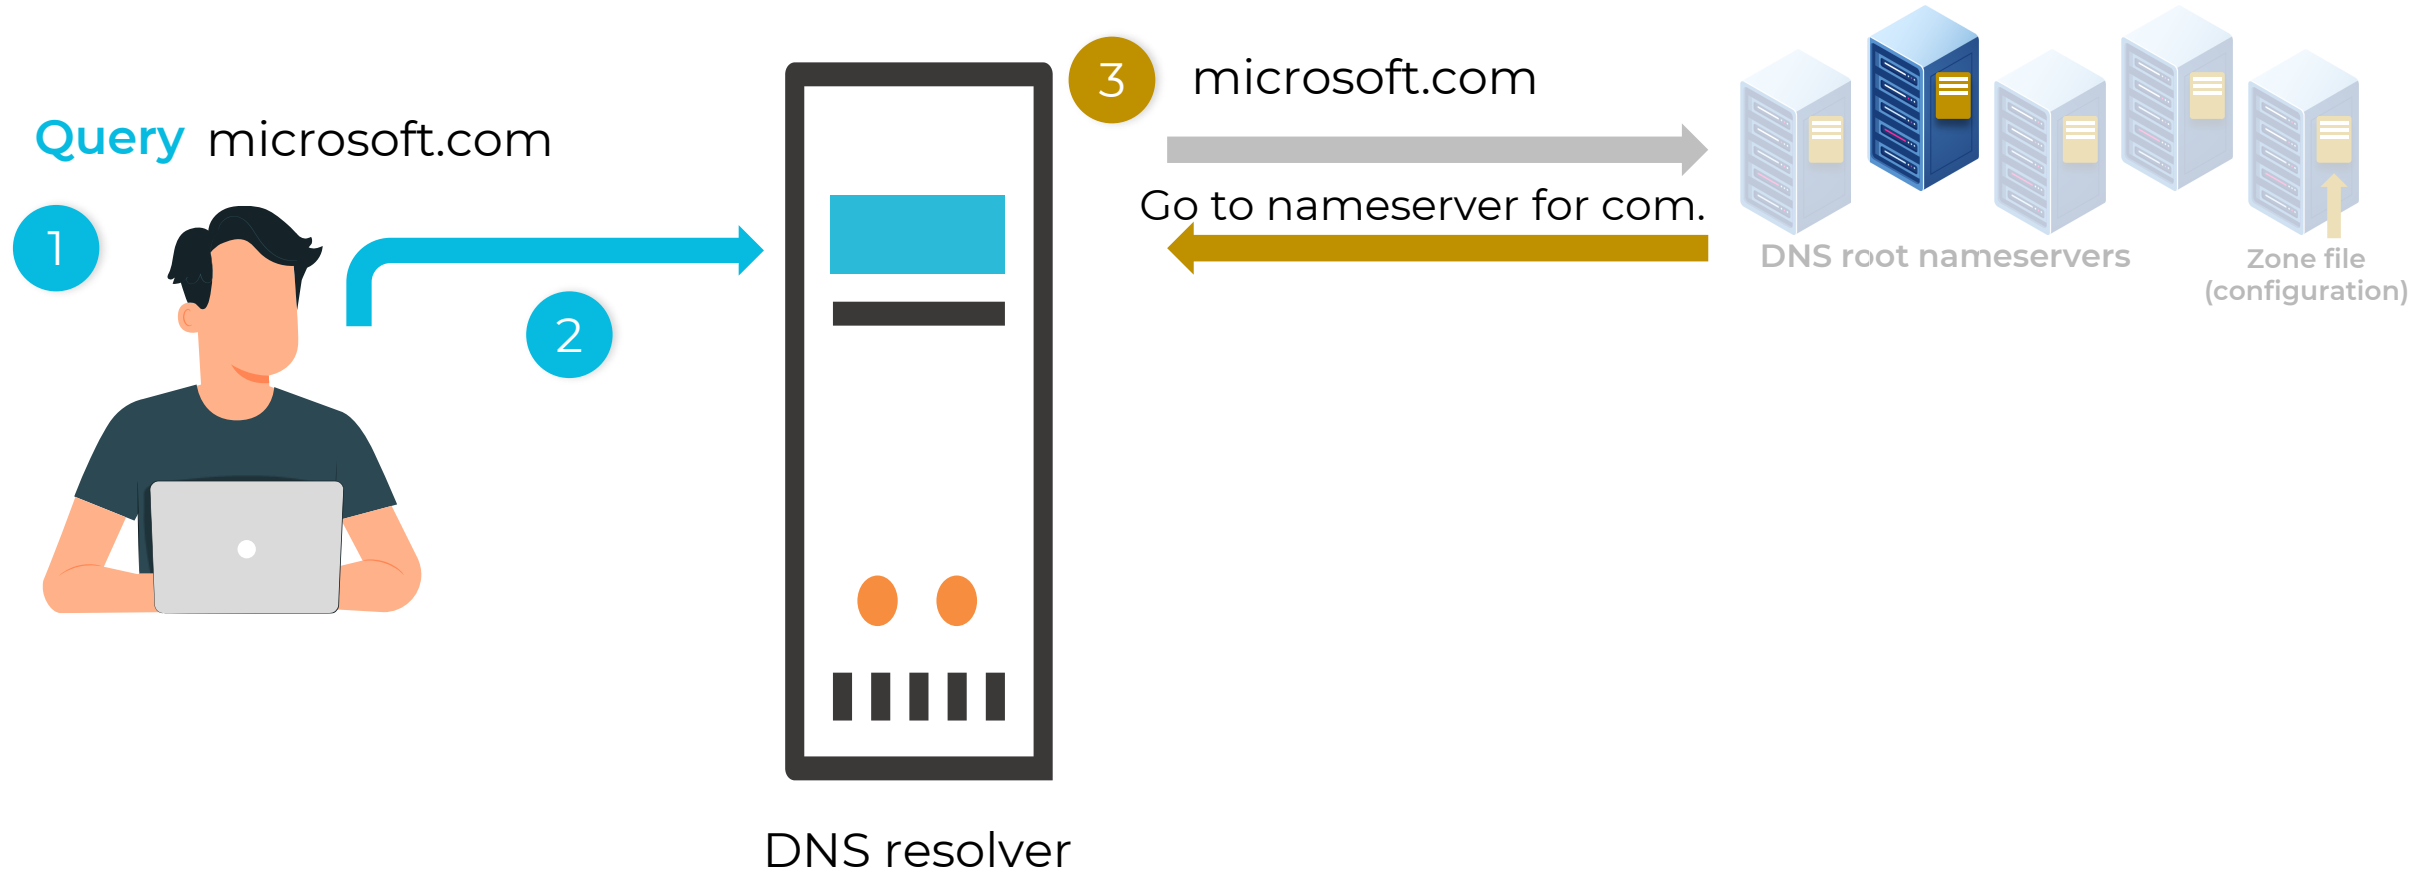 Query microsoft.com
1
2
DNS resolver
3
microsoft.com
Go to nameserver for com.
DNS root nameservers
Zone file
(configuration)